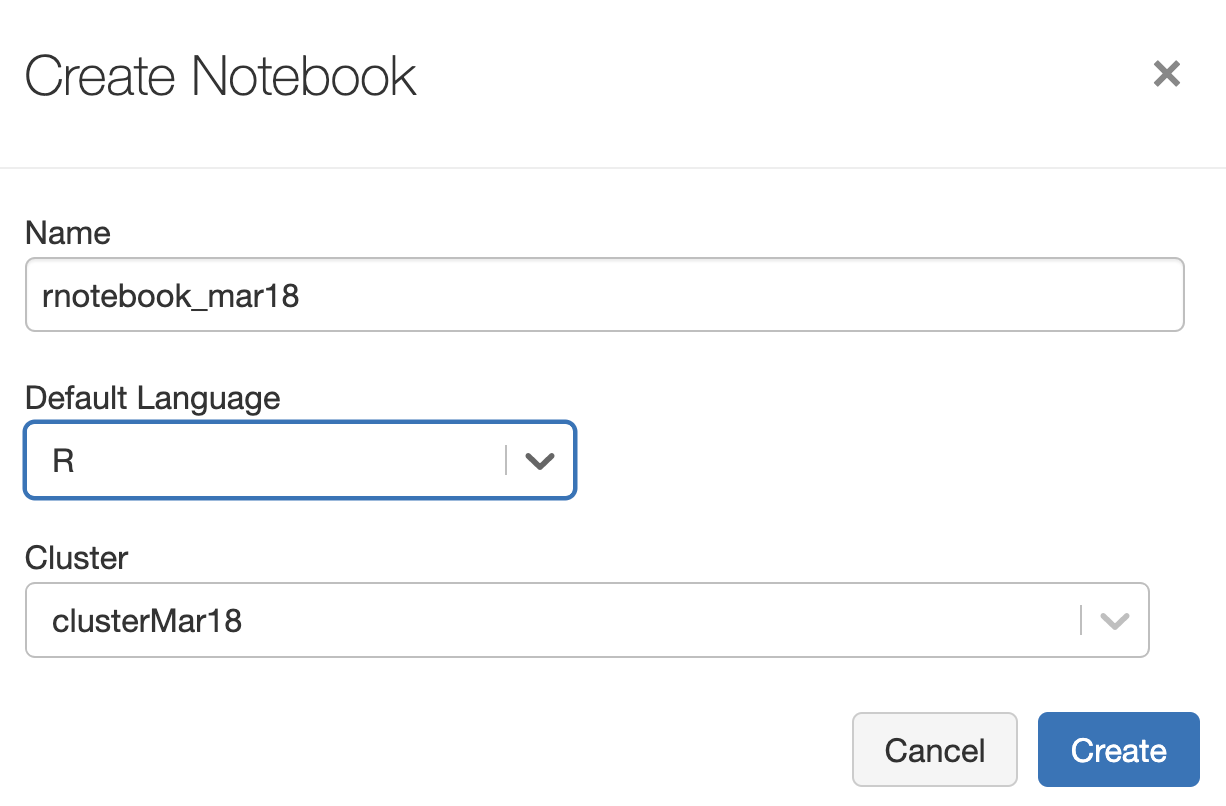 Create Notebook
Name
rnotebook_mar18
Default Language
R
Cluster
clusterMar18
Cancel Create